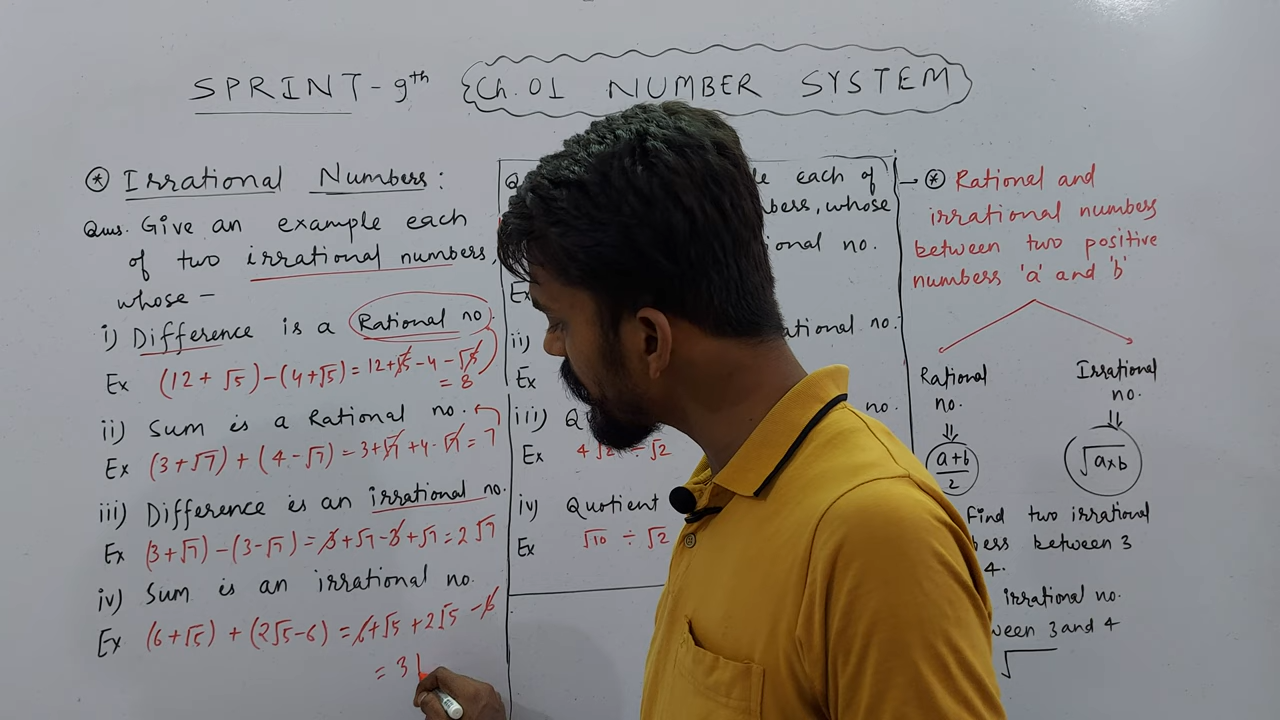 SPRINT - 9th Ch. 01 NUMBER SYSTEM
* Irrational Numbers:
Ques. Give an example each
of two irrational numbers,
whose -
i) Difference is a Rational no.
Ex (12 + √5) - (4 + √5) = 12 + √5 - 4 - √5
= 8
ii) Sum is a Rational no.
Ex (3 + √7) + (4 - √7) = 3 + √7 + 4 - √7 = 7
iii) Difference is an irrational no.
Ex (3 + √7) - (3 - √7) = 3 + √7 - 3 + √7 = 2√7
iv) Sum is an irrational no.
Ex (6 + √5) + (2√5 - 6) = 6 + √5 + 2√5 - 6
= 3
each of
whose
no.
Ex
ii) no.
Ex
iii) no.
Ex 4√2 ÷ √2
iv) Quotient
Ex √10 ÷ √2
* Rational and
irrational numbers
between two positive
numbers 'a' and 'b'
Rational
no.
a+b
2
Irrational
no.
√a×b
Find two irrational
between 3
4.
irrational no.
3 and 4
√